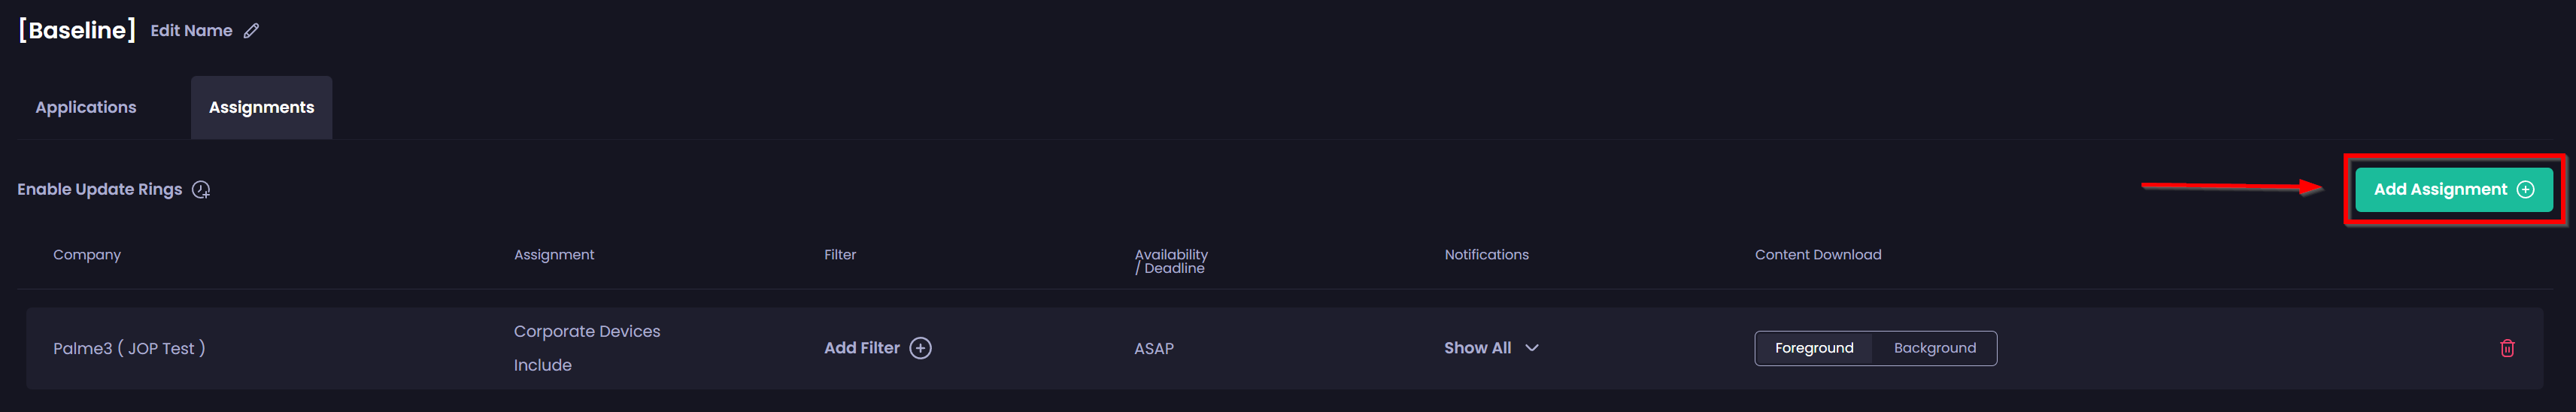 [Baseline] Edit Name
Applications Assignments
Enable Update Rings
Add Assignment
Company Assignment Filter Availability / Deadline Notifications Content Download
Palme3 ( JOP Test )
Corporate Devices
Include
Add Filter
ASAP
Show All
Foreground Background